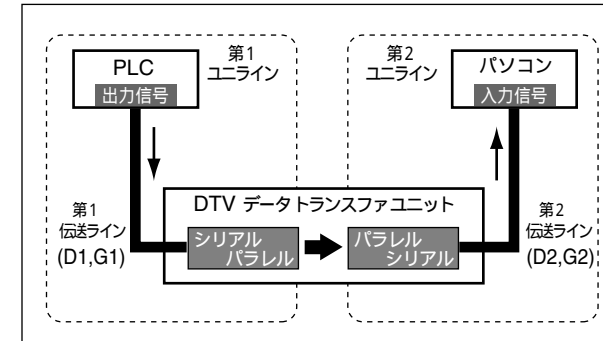 第1
ユニライン
PLC
出力信号
第2
ユニライン
パソコン
入力信号
第1
伝送ライン
(D1,G1)
DTV データトランスファユニット
シリアル
パラレル
パラレル
シリアル
第2
伝送ライン
(D2,G2)